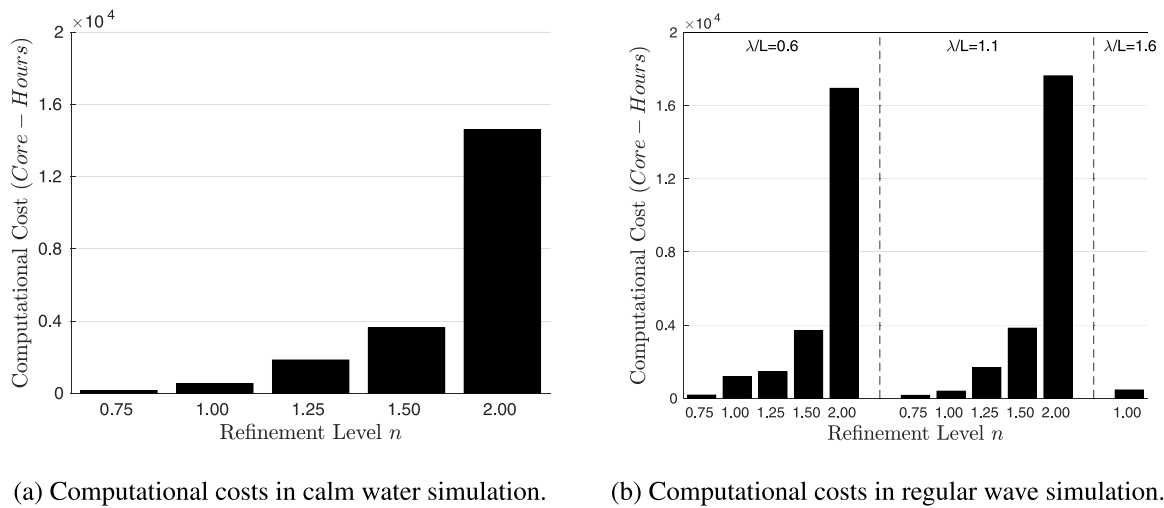 ×10⁴
2
1.6
1.2
0.8
0.4
0
Computational Cost (Core − Hours)
0.75 1.00 1.25 1.50 2.00
Refinement Level n
(a) Computational costs in calm water simulation.
×10⁴
2
1.6
1.2
0.8
0.4
0
Computational Cost (Core − Hours)
λ/L=0.6 λ/L=1.1 λ/L=1.6
0.75 1.00 1.25 1.50 2.00 0.75 1.00 1.25 1.50 2.00 1.00
Refinement Level n
(b) Computational costs in regular wave simulation.